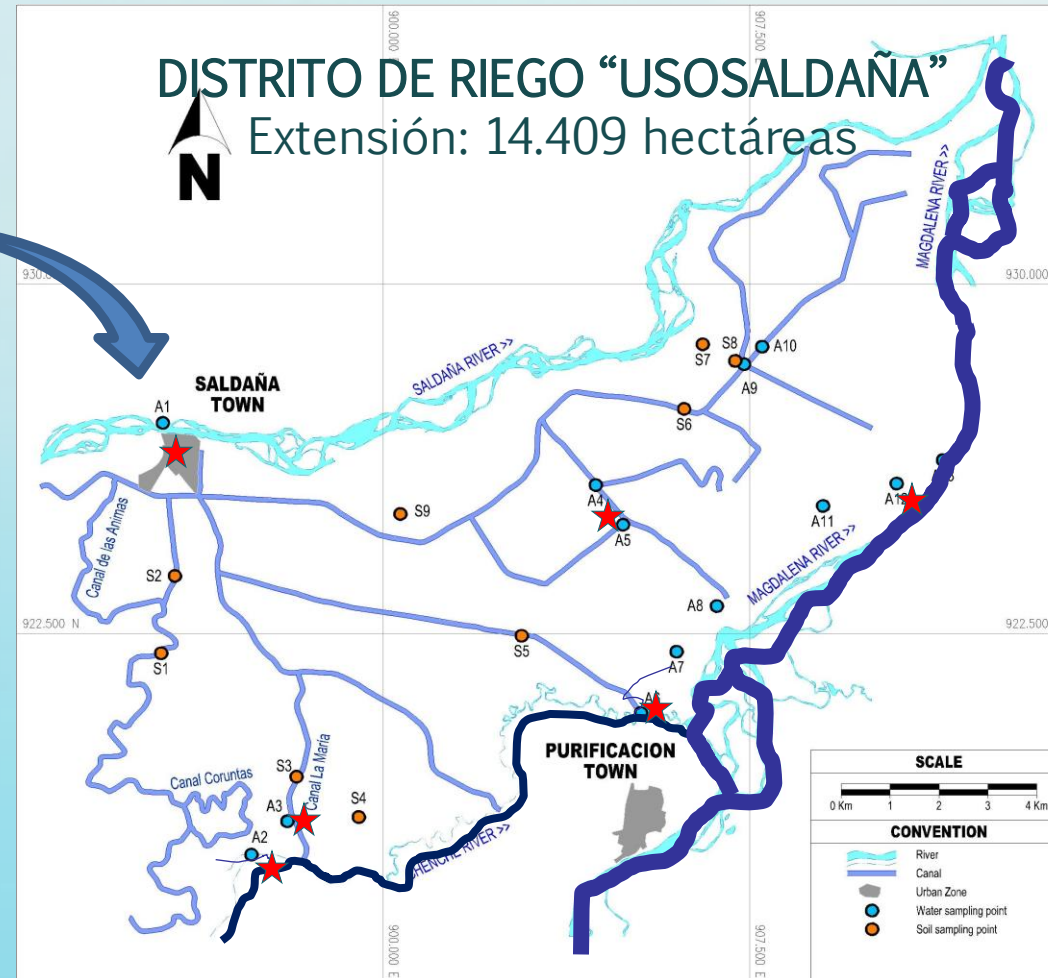 DISTRITO DE RIEGO “USOSALDAÑA”
Extensión: 14.409 hectáreas
N
900.000
907.500
MAGDALENA RIVER >>
930.000
SALDAÑA RIVER >>
SALDAÑA
TOWN
A1
S7
S8
A10
A9
S6
A4
A5
S9
A11
Canal de las Animas
S2
MAGDALENA RIVER >>
A8
922.500 N
922.500
S1
S5
A7
PURIFICACION
TOWN
S3
Canal La Maria
Canal Coruntas
A3
S4
A2
RIVER >>
900.000 E
907.500 E
SCALE
0 Km 1 2 3 4 Km
CONVENTION
River
Canal
Urban Zone
Water sampling point
Soil sampling point